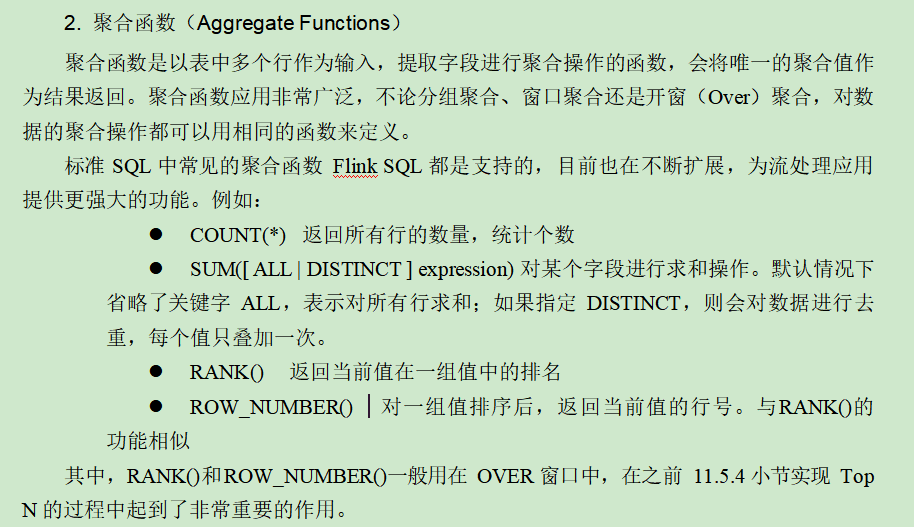 2. 聚合函数（Aggregate Functions）
聚合函数是以表中多个行作为输入，提取字段进行聚合操作的函数，会将唯一的聚合值作
为结果返回。聚合函数应用非常广泛，不论分组聚合、窗口聚合还是开窗（Over）聚合，对数
据的聚合操作都可以用相同的函数来定义。
标准 SQL 中常见的聚合函数 Flink SQL 都是支持的，目前也在不断扩展，为流处理应用
提供更强大的功能。例如：
● COUNT(*) 返回所有行的数量，统计个数
● SUM([ ALL | DISTINCT ] expression) 对某个字段进行求和操作。默认情况下
省略了关键字 ALL，表示对所有行求和；如果指定 DISTINCT，则会对数据进行去
重，每个值只叠加一次。
● RANK() 返回当前值在一组值中的排名
● ROW_NUMBER() 对一组值排序后，返回当前值的行号。与RANK()的
功能相似
其中，RANK()和ROW_NUMBER()一般用在 OVER 窗口中，在之前 11.5.4 小节实现 Top
N 的过程中起到了非常重要的作用。